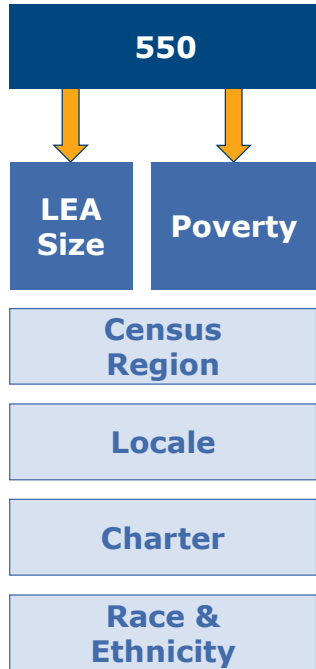 550
LEA
Size
Poverty
Census
Region
Locale
Charter
Race &
Ethnicity